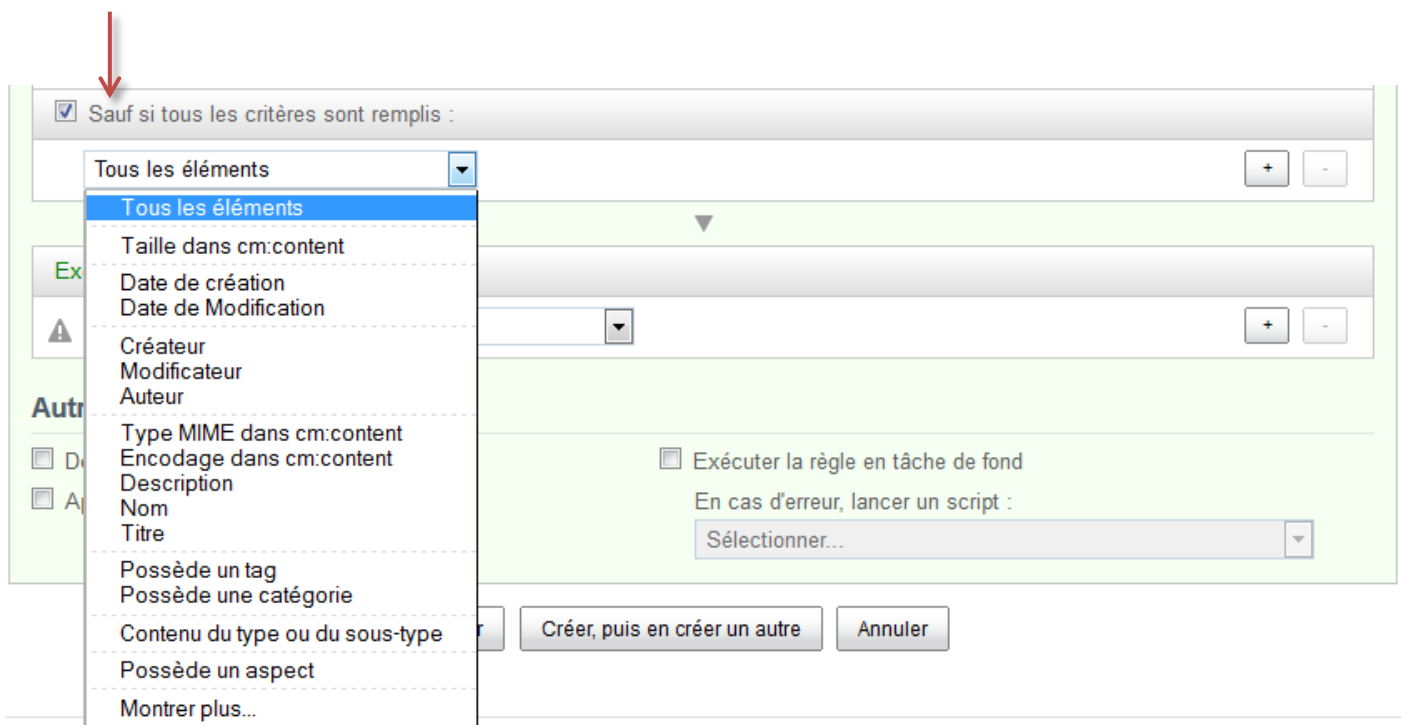 Sauf si tous les critères sont remplis :
Tous les éléments
+ -
Tous les éléments
Taille dans cm:content
Date de création
Date de Modification
Créateur
Modificateur
Auteur
Type MIME dans cm:content
Encodage dans cm:content
Description
Nom
Titre
Possède un tag
Possède une catégorie
Contenu du type ou du sous-type
Possède un aspect
Montrer plus...
Ex
+ -
Autr
Exécuter la règle en tâche de fond
En cas d'erreur, lancer un script :
Sélectionner...
r
Créer, puis en créer un autre
Annuler